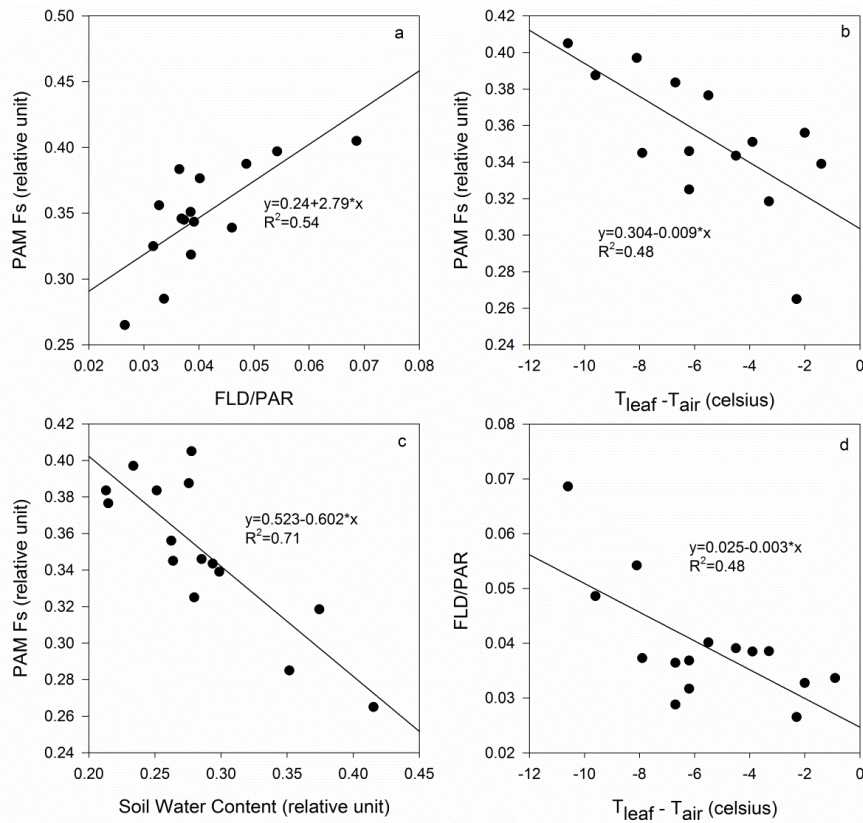 a
PAM Fs (relative unit)
0.50
0.45
0.40
0.35
0.30
0.25
y=0.24+2.79*x
R²=0.54
0.02 0.03 0.04 0.05 0.06 0.07 0.08
FLD/PAR
b
PAM Fs (relative unit)
0.42
0.40
0.38
0.36
0.34
0.32
0.30
0.28
0.26
0.24
y=0.304-0.009*x
R²=0.48
-12 -10 -8 -6 -4 -2 0
Tleaf -Tair (celsius)
c
PAM Fs (relative unit)
0.42
0.40
0.38
0.36
0.34
0.32
0.30
0.28
0.26
0.24
y=0.523-0.602*x
R²=0.71
0.20 0.25 0.30 0.35 0.40 0.45
Soil Water Content (relative unit)
d
FLD/PAR
0.08
0.07
0.06
0.05
0.04
0.03
0.02
y=0.025-0.003*x
R²=0.48
-12 -10 -8 -6 -4 -2 0
Tleaf - Tair (celsius)